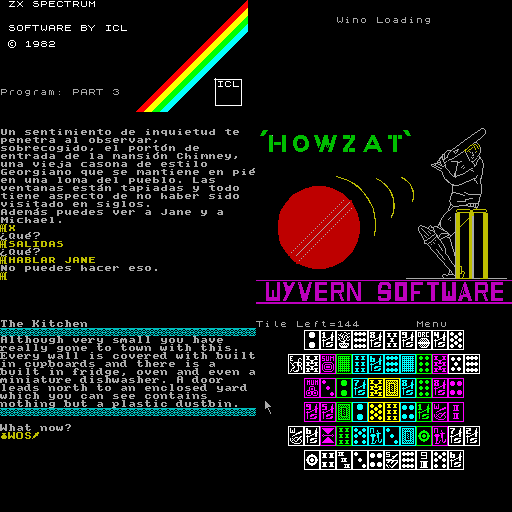 ZX SPECTRUM
SOFTWARE BY ICL
© 1982
ICL
Program: PART 3
Wino Loading
Un sentimiento de inquietud te
penetra al observar,
sobrecogido, el portón de
entrada de la mansión Chimney,
una vieja casona de estilo
Georgiano que se mantiene en pié
en una loma del pueblo. Las
ventanas están tapiadas y todo
tiene aspecto de no haber sido
visitado en siglos.
Además puedes ver a Jane y a
Michael.
X
¿Qué?
SALIDAS
¿Qué?
HABLAR JANE
No puedes hacer eso.
'HOWZAT'
WYVERN SOFTWARE
The Kitchen
Although very small you have
really gone to town with this.
Every wall is covered with built
in cupboards and there is a
built in fridge, oven and even a
miniature dishwasher. A door
leads north to an enclosed yard
which you can see contains
nothing but a plastic dustbin.
What now?
WOS
Tile Left=144 Menu